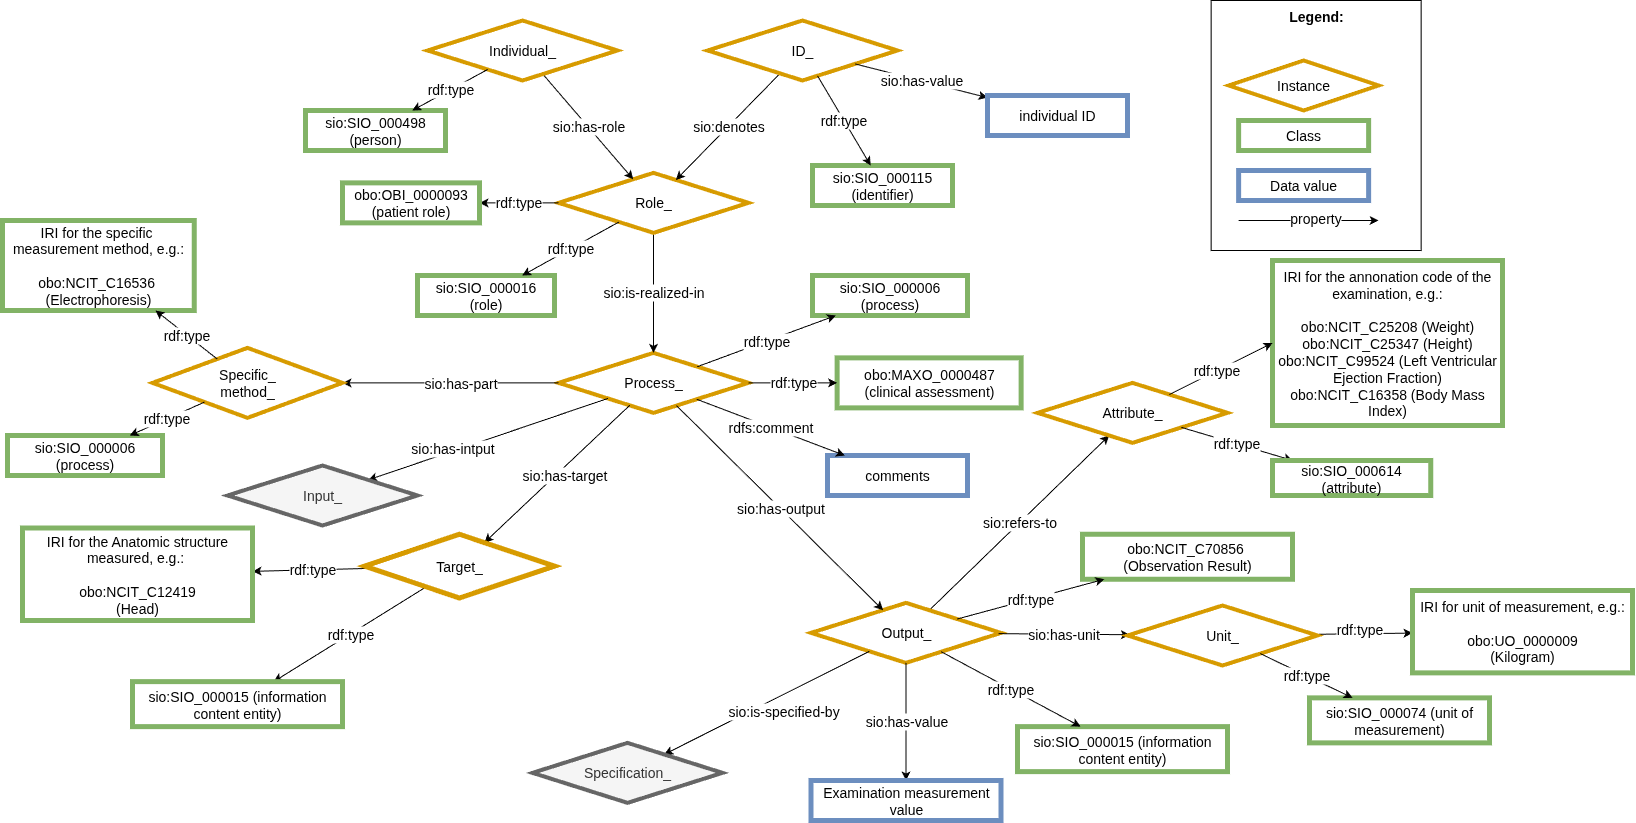 Legend:
Individual_
ID_
sio:has-value
Instance
rdf:type
individual ID
sio:SIO_000498
(person)
sio:has-role
sio:denotes
rdf:type
Class
sio:SIO_000115
(identifier)
Data value
obo:OBI_0000093
(patient role)
rdf:type
Role_
property
IRI for the specific
measurement method, e.g.:
obo:NCIT_C16536
(Electrophoresis)
rdf:type
sio:SIO_000016
(role)
sio:is-realized-in
sio:SIO_000006
(process)
IRI for the annonation code of the
examination, e.g.:
obo:NCIT_C25208 (Weight)
obo:NCIT_C25347 (Height)
obo:NCIT_C99524 (Left Ventricular
Ejection Fraction)
obo:NCIT_C16358 (Body Mass
Index)
rdf:type
rdf:type
rdf:type
Specific_
method_
sio:has-part
Process_
rdf:type
obo:MAXO_0000487
(clinical assessment)
Attribute_
rdf:type
rdfs:comment
rdf:type
sio:SIO_000006
(process)
sio:has-intput
sio:has-target
comments
sio:SIO_000614
(attribute)
Input_
sio:has-output
sio:refers-to
IRI for the Anatomic structure
measured, e.g.:
obo:NCIT_C12419
(Head)
rdf:type
Target_
obo:NCIT_C70856
(Observation Result)
rdf:type
rdf:type
Output_
sio:has-unit
Unit_
rdf:type
IRI for unit of measurement, e.g.:
obo:UO_0000009
(Kilogram)
sio:SIO_000015 (information
content entity)
rdf:type
rdf:type
sio:is-specified-by
sio:has-value
sio:SIO_000074 (unit of
measurement)
sio:SIO_000015 (information
content entity)
Specification_
Examination measurement
value